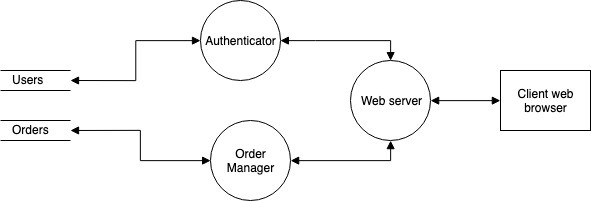 Authenticator
Users
Web server
Client web
browser
Orders
Order
Manager